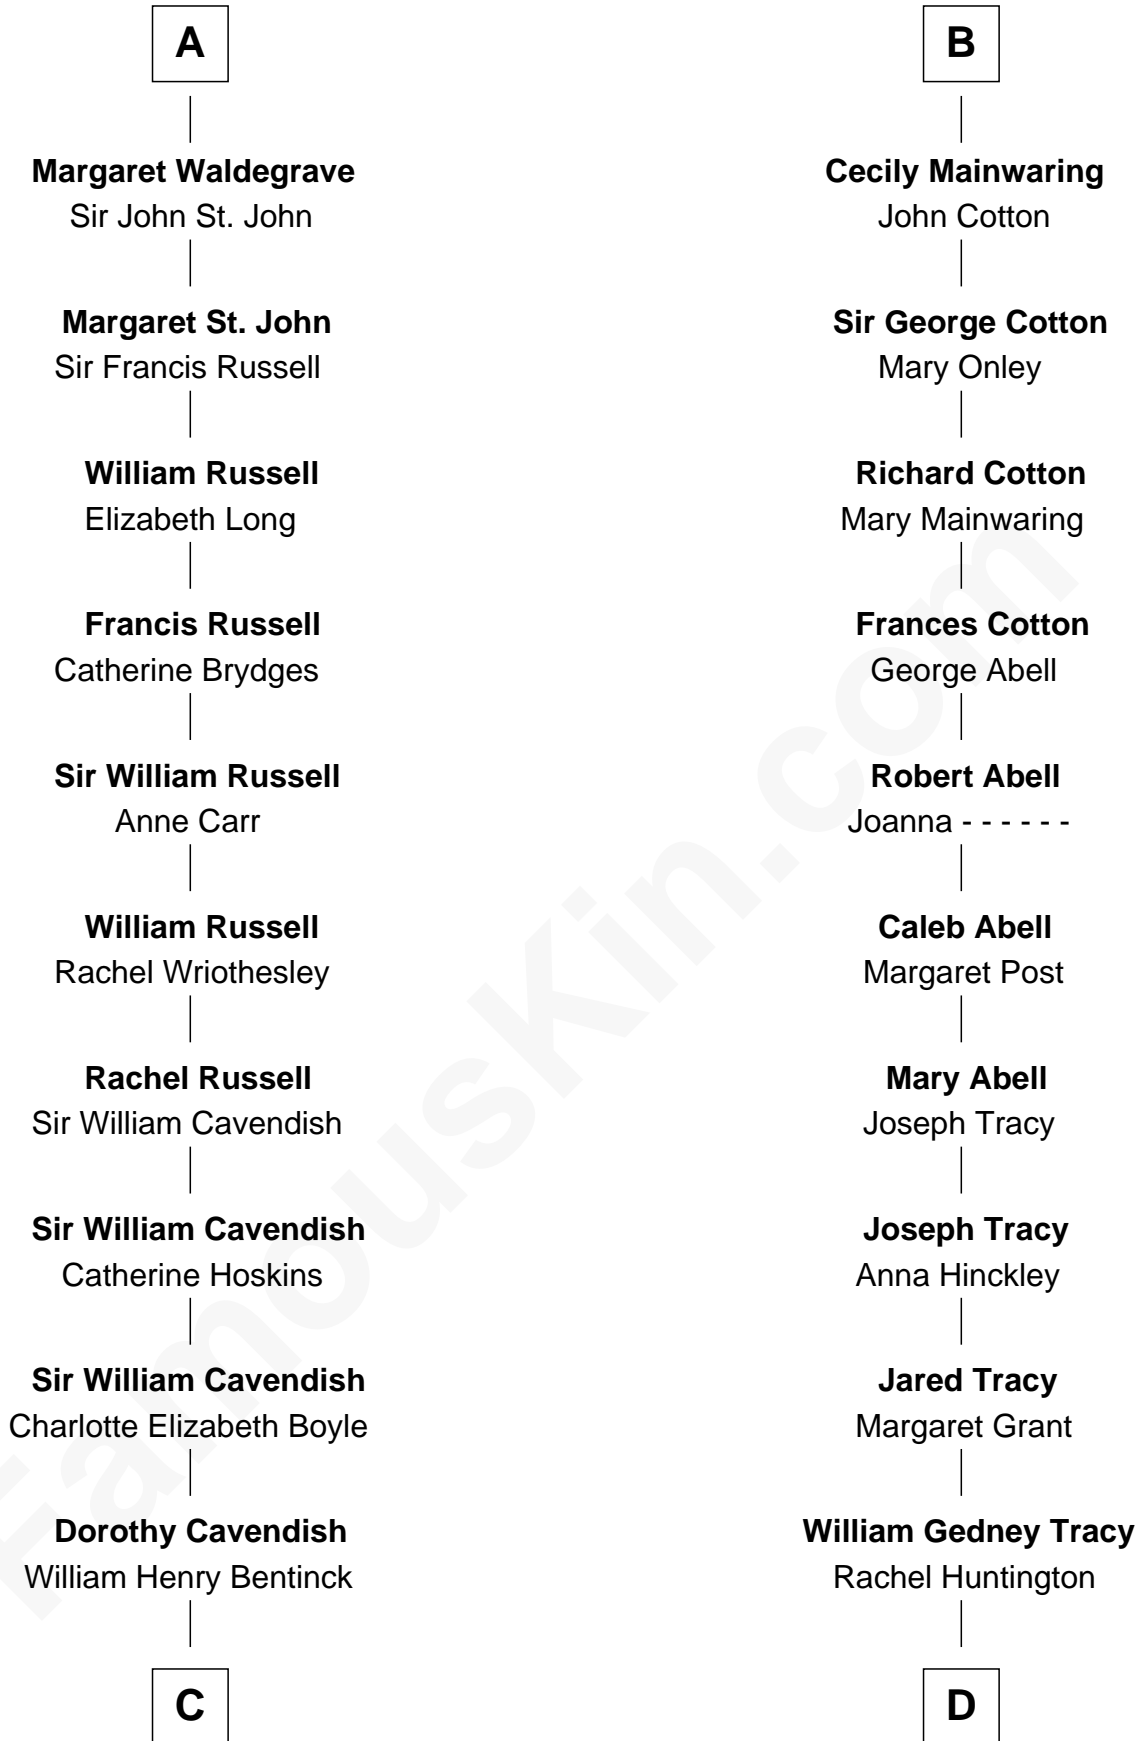 A
Margaret Waldegrave
Sir John St. John
Margaret St. John
Sir Francis Russell
William Russell
Elizabeth Long
Francis Russell
Catherine Brydges
Sir William Russell
Anne Carr
William Russell
Rachel Wriothesley
Rachel Russell
Sir William Cavendish
Sir William Cavendish
Catherine Hoskins
Sir William Cavendish
Charlotte Elizabeth Boyle
Dorothy Cavendish
William Henry Bentinck
C
B
Cecily Mainwaring
John Cotton
Sir George Cotton
Mary Onley
Richard Cotton
Mary Mainwaring
Frances Cotton
George Abell
Robert Abell
Joanna - - - - - -
Caleb Abell
Margaret Post
Mary Abell
Joseph Tracy
Joseph Tracy
Anna Hinckley
Jared Tracy
Margaret Grant
William Gedney Tracy
Rachel Huntington
D
FamousKin.com